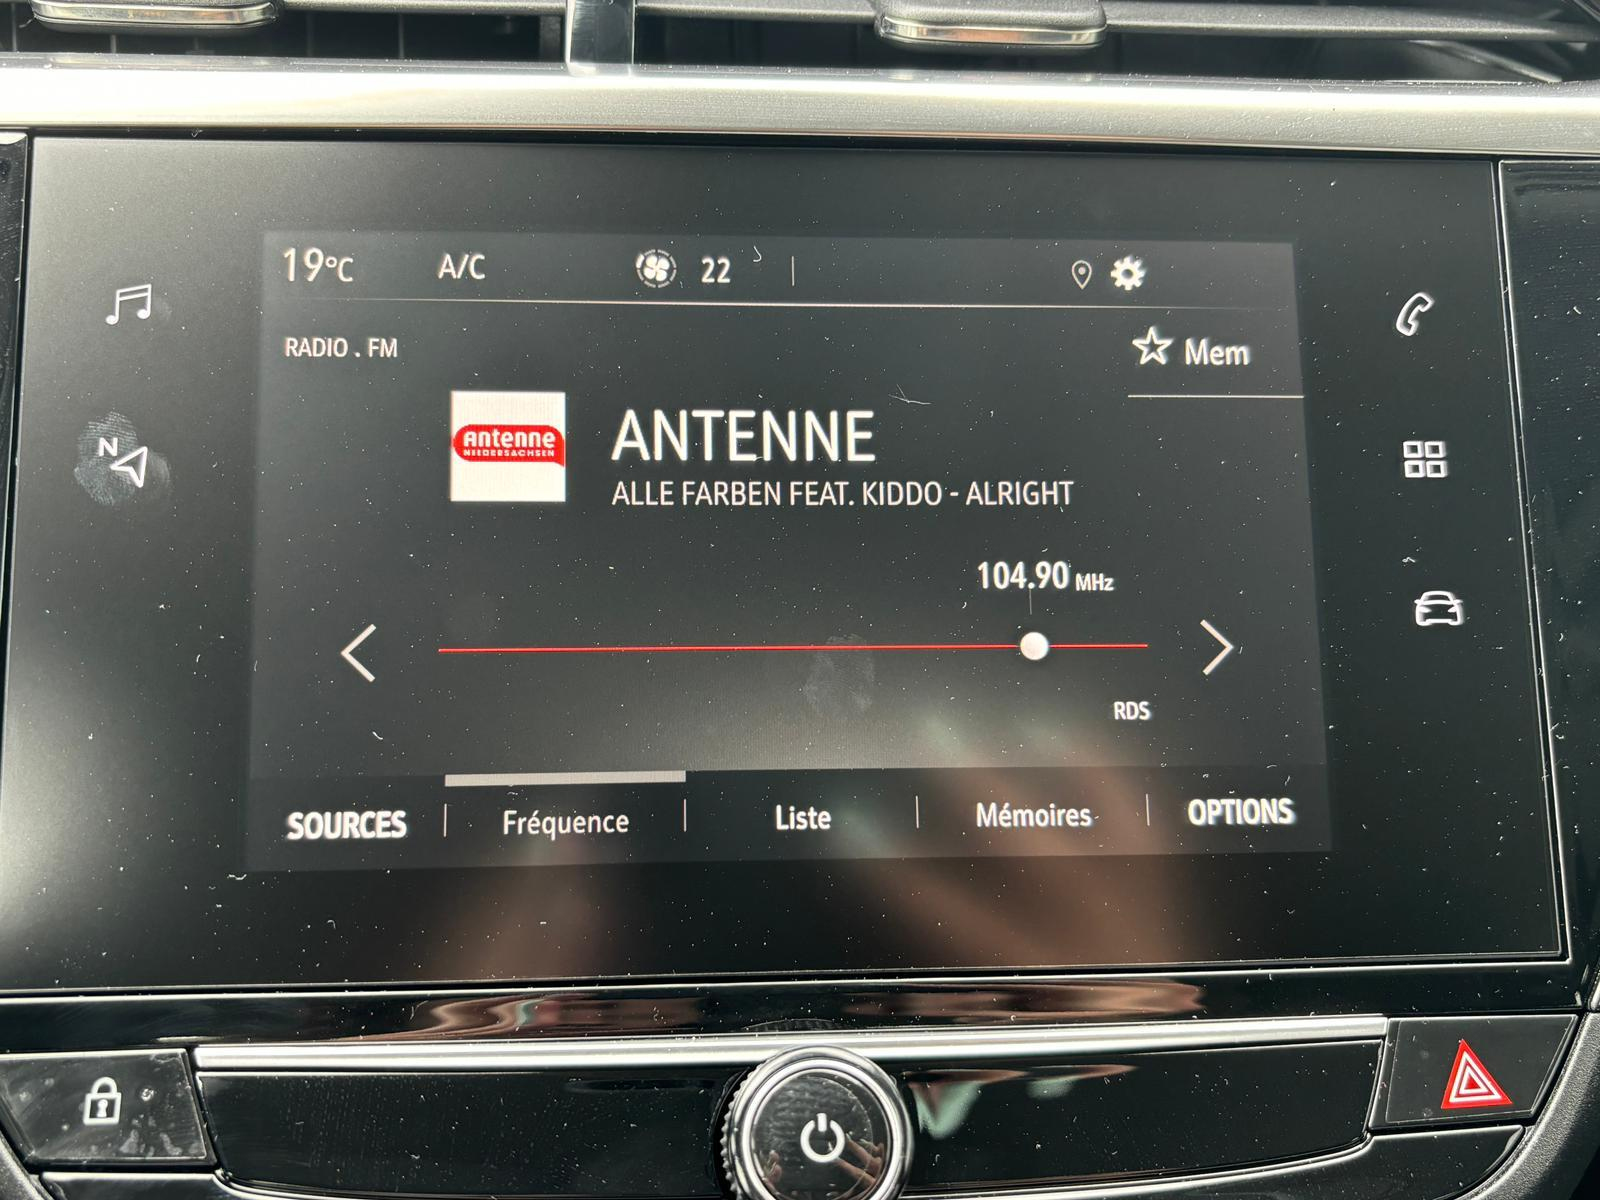 19°C A/C 22
RADIO . FM
Mem
antenne
NIEDERSACHSEN
ANTENNE
ALLE FARBEN FEAT. KIDDO - ALRIGHT
N
104.90 MHz
RDS
SOURCES Fréquence Liste Mémoires OPTIONS